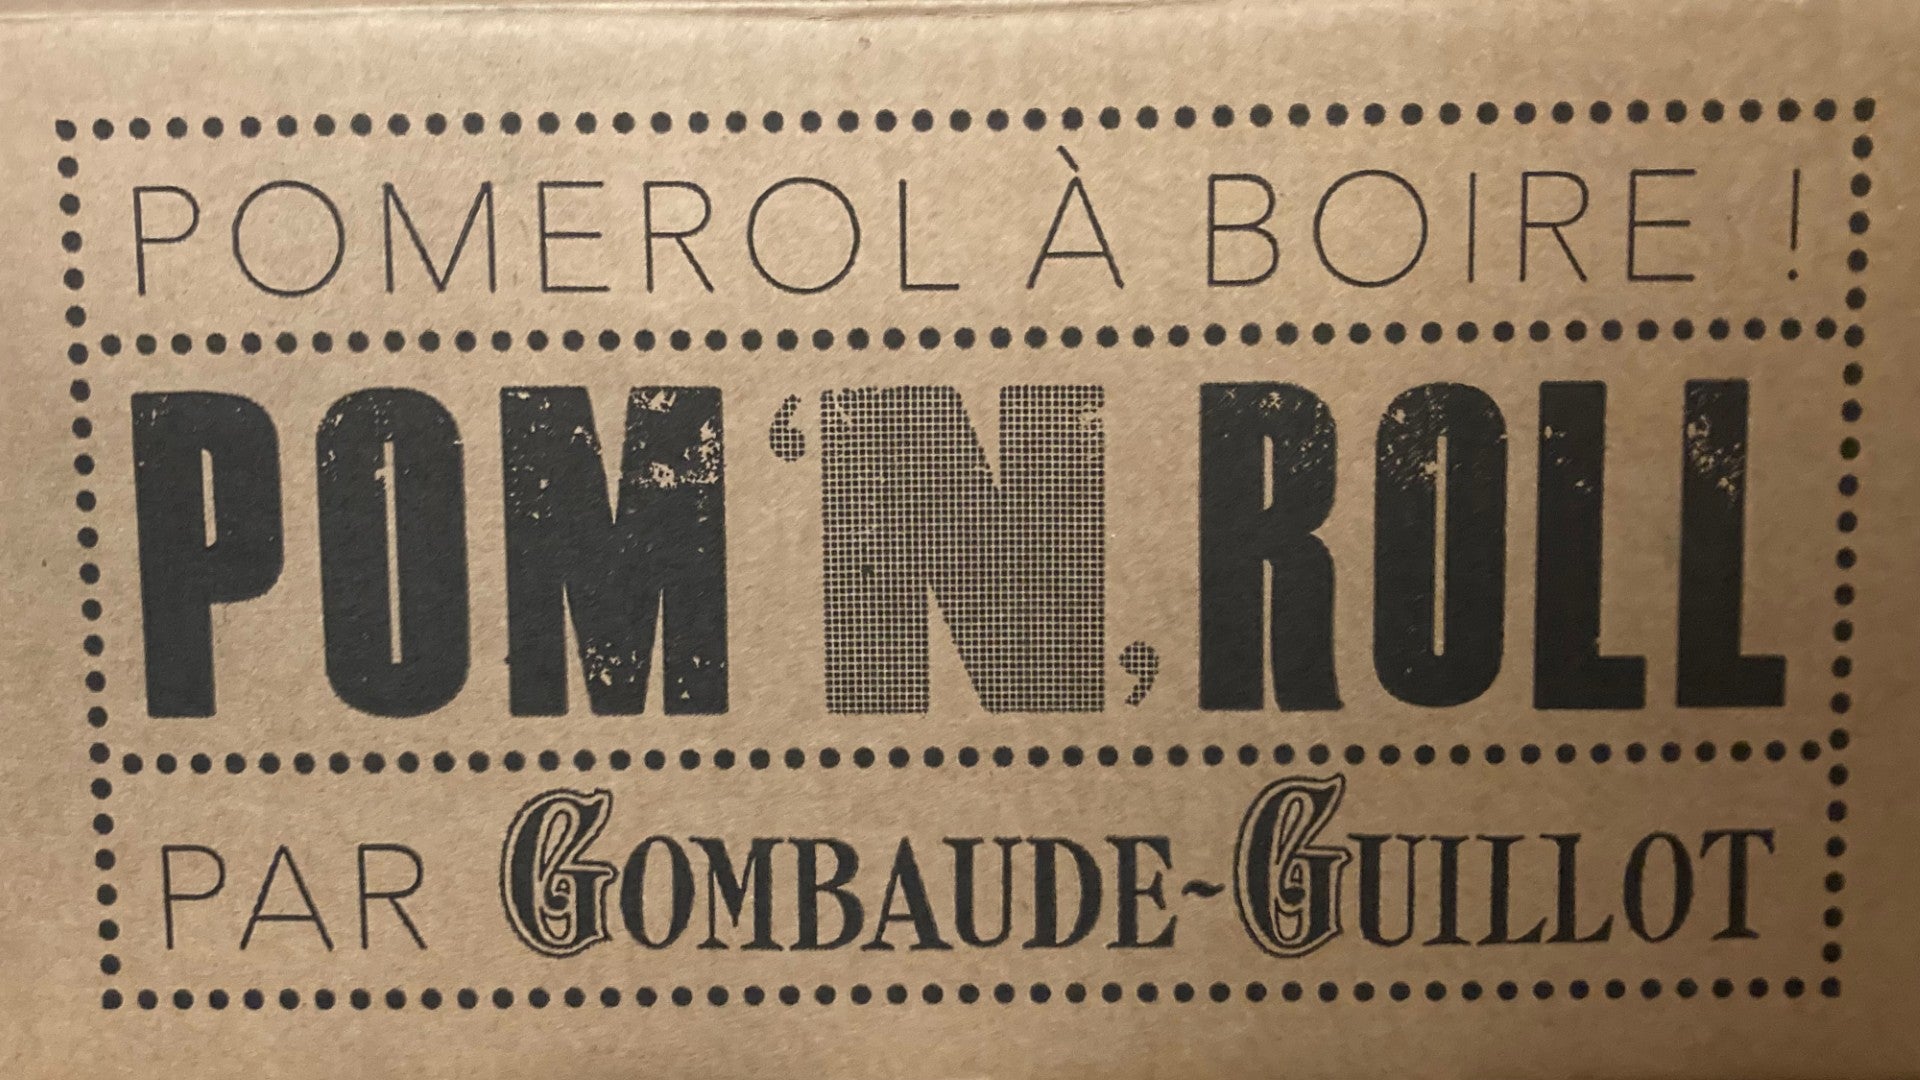 POMEROL À BOIRE !
POM ‘N, ROLL
PAR GOMBAUDE-GUILLOT